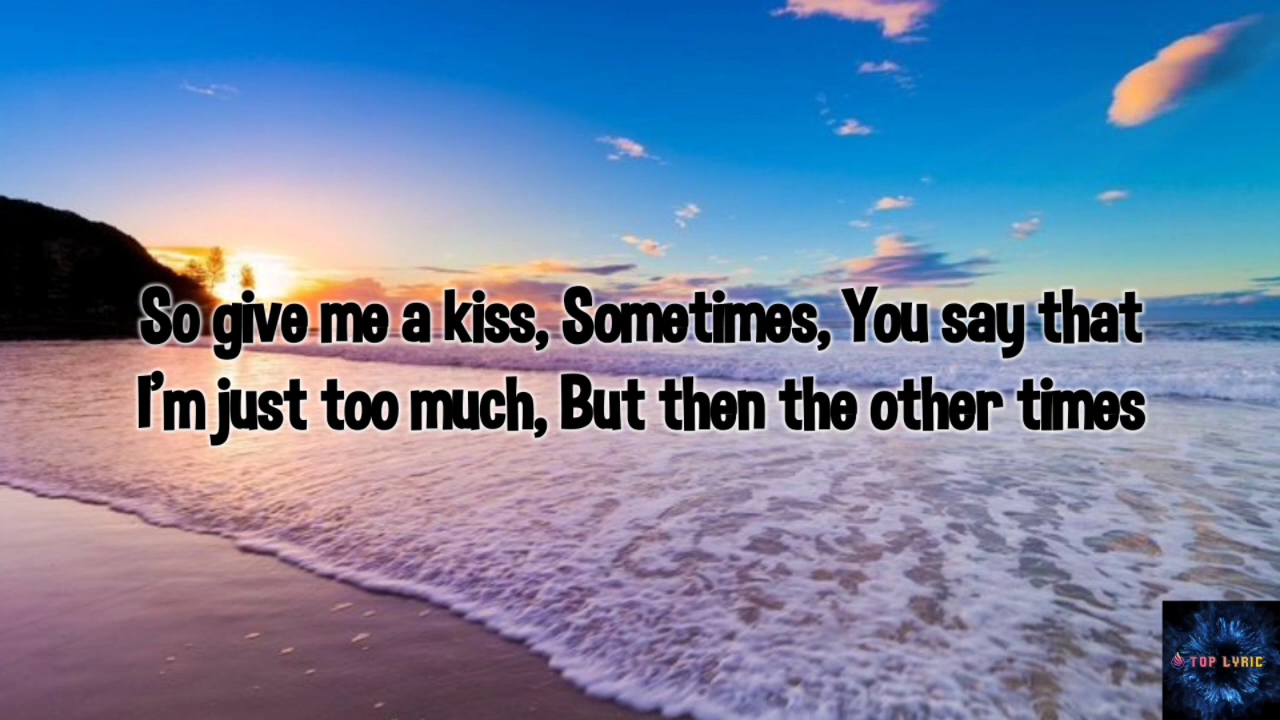 So give me a kiss, Sometimes, You say that
I'm just too much, But then the other times
TOP LYRIC